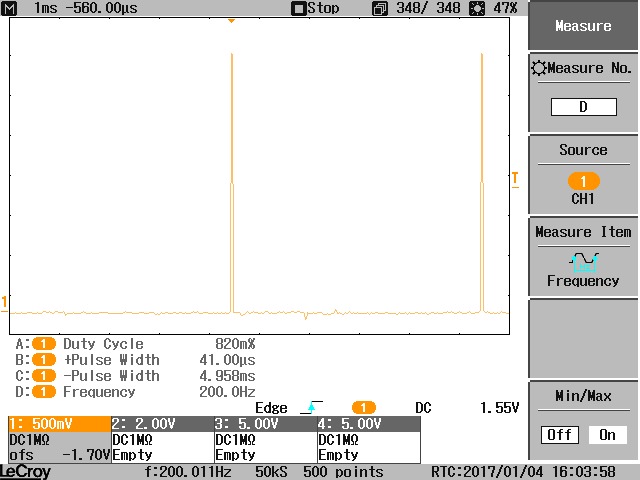 M 1ms -560.00µs Stop 348/ 348 47%
Measure
Measure No.
D
Source
1
CH1
Measure Item
Frequency
Min/Max
Off On
T
1
A: 1 Duty Cycle 820m%
B: 1 +Pulse Width 41.00µs
C: 1 -Pulse Width 4.958ms
D: 1 Frequency 200.0Hz
Edge 1 DC 1.55V
1: 500mV 2: 2.00V 3: 5.00V 4: 5.00V
DC1MΩ DC1MΩ DC1MΩ DC1MΩ
ofs -1.70V Empty Empty Empty
LeCroy f:200.011Hz 50kS 500 points RTC:2017/01/04 16:03:58